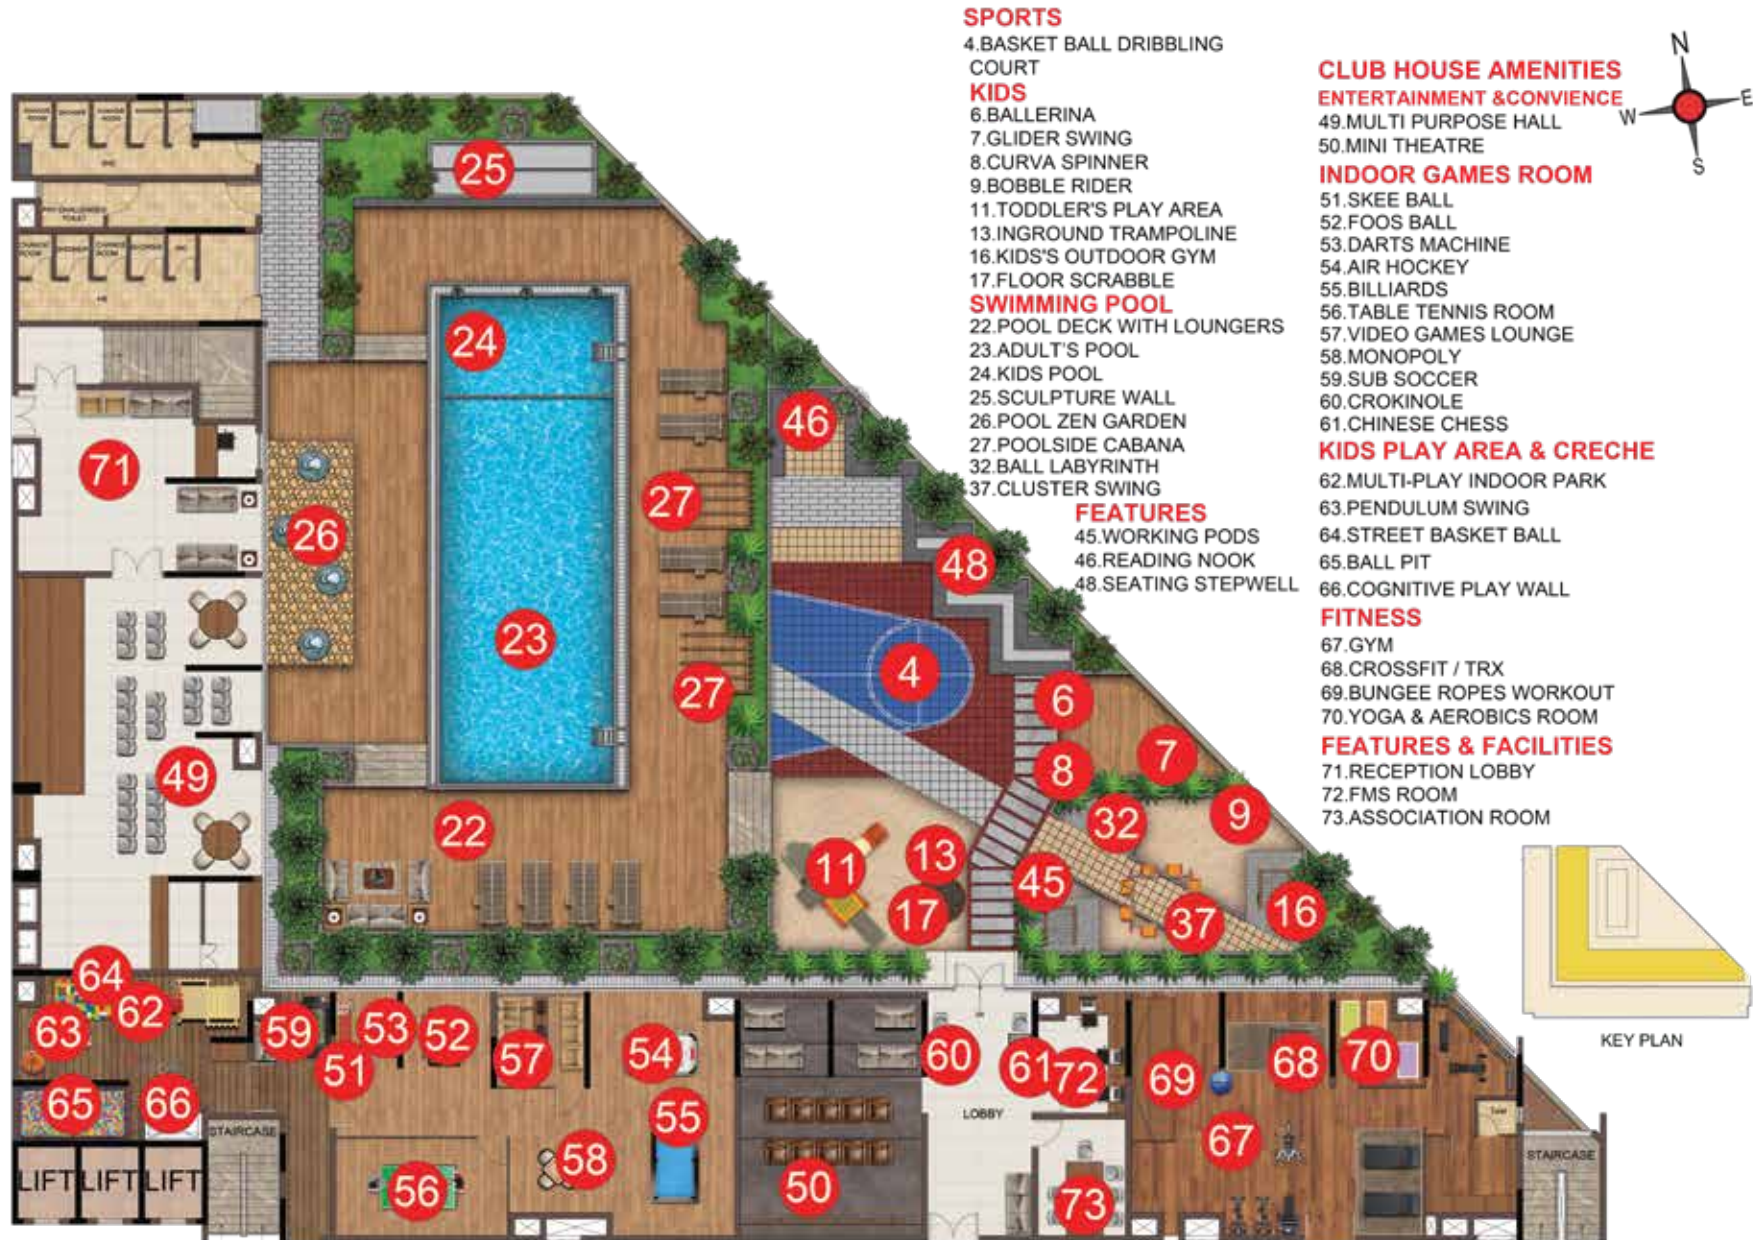 SPORTS
4.BASKET BALL DRIBBLING
COURT
KIDS
6.BALLERINA
7.GLIDER SWING
8.CURVA SPINNER
9.BOBBLE RIDER
11.TODDLER'S PLAY AREA
13.INGROUND TRAMPOLINE
16.KIDS'S OUTDOOR GYM
17.FLOOR SCRABBLE
SWIMMING POOL
22.POOL DECK WITH LOUNGERS
23.ADULT'S POOL
24.KIDS POOL
25.SCULPTURE WALL
26.POOL ZEN GARDEN
27.POOLSIDE CABANA
32.BALL LABYRINTH
37.CLUSTER SWING
FEATURES
45.WORKING PODS
46.READING NOOK
48.SEATING STEPWELL
CLUB HOUSE AMENITIES
ENTERTAINMENT &CONVIENCE
49.MULTI PURPOSE HALL
50.MINI THEATRE
INDOOR GAMES ROOM
51.SKEE BALL
52.FOOS BALL
53.DARTS MACHINE
54.AIR HOCKEY
55.BILLIARDS
56.TABLE TENNIS ROOM
57.VIDEO GAMES LOUNGE
58.MONOPOLY
59.SUB SOCCER
60.CROKINOLE
61.CHINESE CHESS
KIDS PLAY AREA & CRECHE
62.MULTI-PLAY INDOOR PARK
63.PENDULUM SWING
64.STREET BASKET BALL
65.BALL PIT
66.COGNITIVE PLAY WALL
FITNESS
67.GYM
68.CROSSFIT / TRX
69.BUNGEE ROPES WORKOUT
70.YOGA & AEROBICS ROOM
FEATURES & FACILITIES
71.RECEPTION LOBBY
72.FMS ROOM
73.ASSOCIATION ROOM
N
W
E
S
KEY PLAN
25
24
46
71
27
26
48
23
4
27
6
7
49
8
22
32
9
11
13
45
17
37
16
64
62
63
59
53
52
57
54
60
61
72
68
70
51
69
65
66
55
67
58
56
50
73
LOBBY
STAIRCASE
STAIRCASE
LIFT
LIFT
LIFT